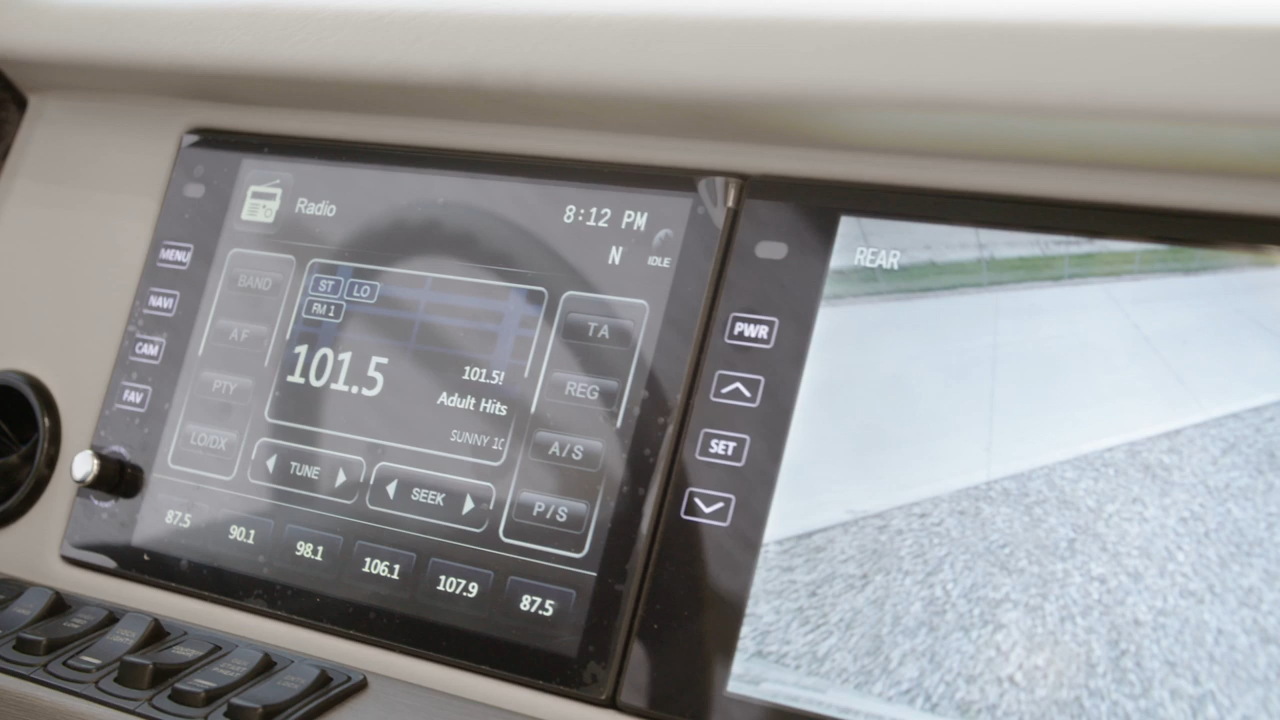 Radio
8:12 PM
N
IDLE
MENU
NAVI
CAM
FAV
BAND
AF
PTY
LO/DX
ST LO
FM 1
101.5
101.5!
Adult Hits
SUNNY 10
TA
REG
A/S
P/S
TUNE
SEEK
87.5 90.1 98.1 106.1 107.9 87.5
PWR
SET
REAR